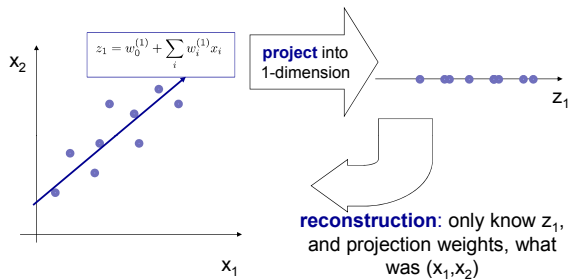 z₁ = w₀⁽¹⁾ + ∑ᵢ wᵢ⁽¹⁾xᵢ
x₂
project into
1-dimension
z₁
x₁
reconstruction: only know z₁,
and projection weights, what
was (x₁,x₂)